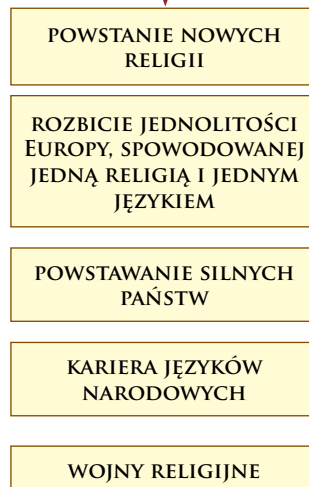 POWSTANIE NOWYCH
RELIGII
ROZBICIE JEDNOLITOŚCI
EUROPY, SPOWODOWANEJ
JEDNĄ RELIGIĄ I JEDNYM
JĘZYKIEM
POWSTAWANIE SILNYCH
PAŃSTW
KARIERA JĘZYKÓW
NARODOWYCH
WOJNY RELIGIJNE